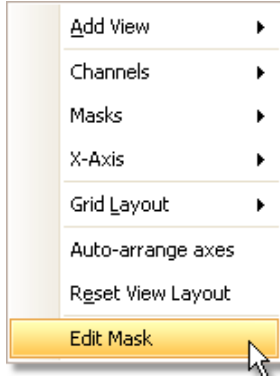 Add View
Channels
Masks
X-Axis
Grid Layout
Auto-arrange axes
Reset View Layout
Edit Mask